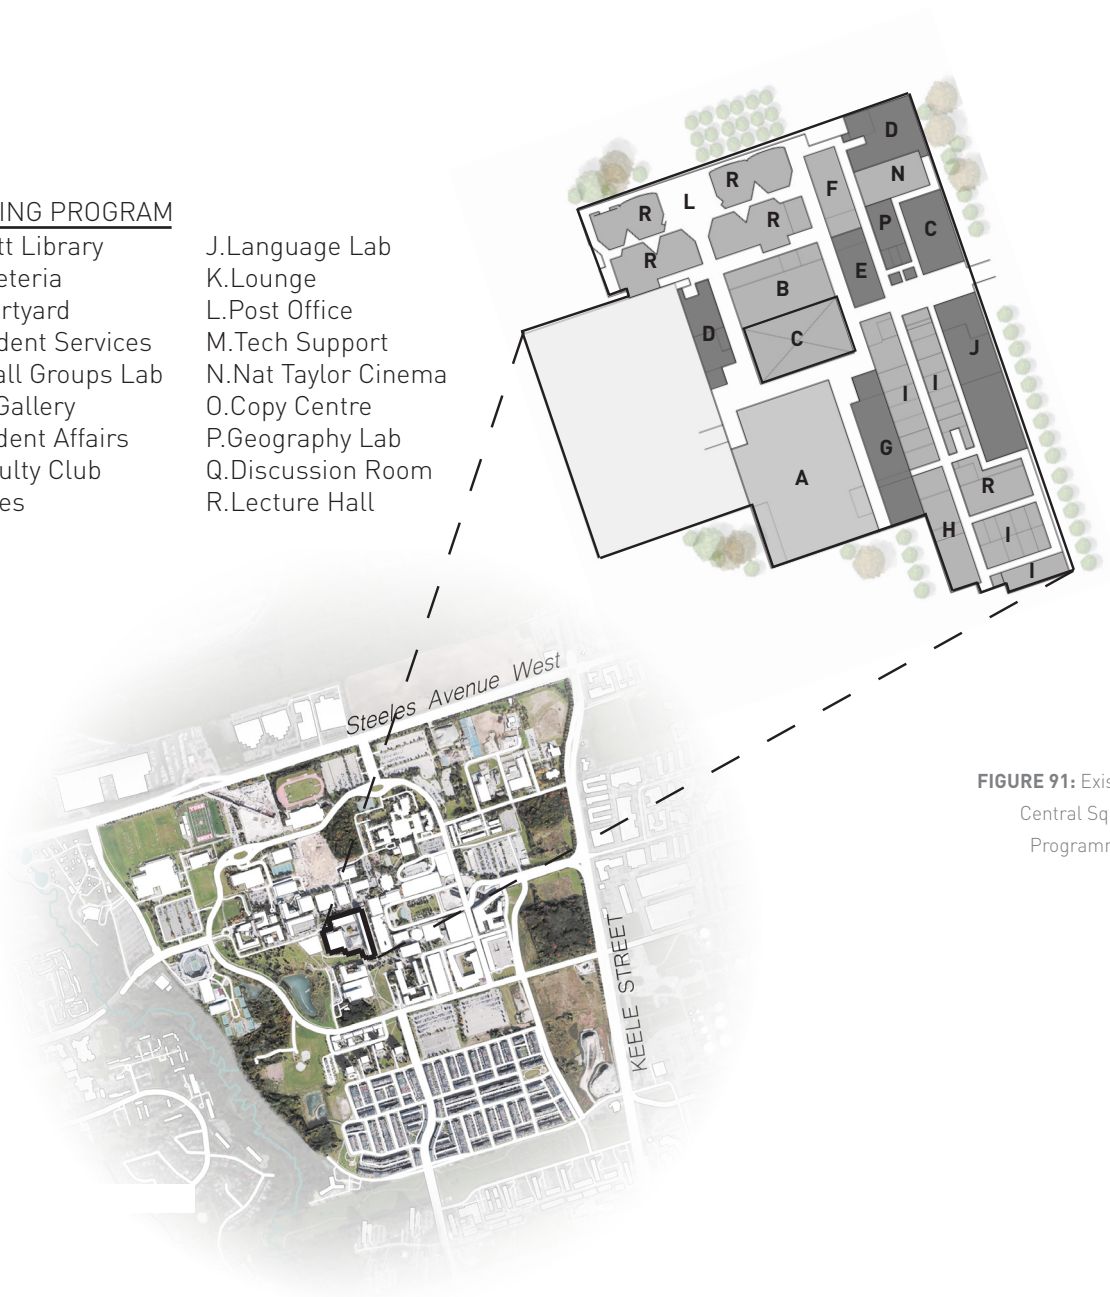 ING PROGRAM
tt Library
eteria
rtyard
dent Services
all Groups Lab
Gallery
dent Affairs
ulty Club
es
J.Language Lab
K.Lounge
L.Post Office
M.Tech Support
N.Nat Taylor Cinema
O.Copy Centre
P.Geography Lab
Q.Discussion Room
R.Lecture Hall
D
N
R
F
L
R
R
P
C
R
E
B
D
C
J
I
I
G
A
R
H
I
I
Steeles Avenue West
KEELE STREET
FIGURE 91: Exis
Central Sq
Programm